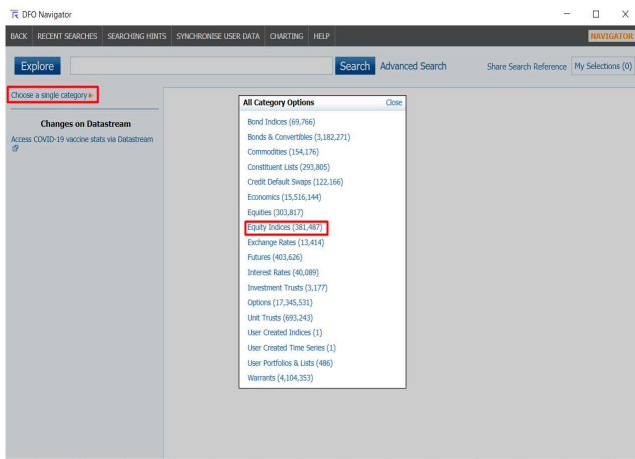 DFO Navigator
BACK RECENT SEARCHES SEARCHING HINTS SYNCHRONISE USER DATA CHARTING HELP NAVIGATOR
Explore Search Advanced Search Share Search Reference My Selections (0)
Choose a single category
Changes on Datastream
Access COVID-19 vaccine stats via Datastream
All Category Options Close
Bond Indices (69,766)
Bonds & Convertibles (3,182,271)
Commodities (154,176)
Constituent Lists (293,805)
Credit Default Swaps (122,166)
Economics (15,516,144)
Equities (303,817)
Equity Indices (381,487)
Exchange Rates (13,414)
Futures (403,626)
Interest Rates (40,089)
Investment Trusts (3,177)
Options (17,345,531)
Unit Trusts (693,243)
User Created Indices (1)
User Created Time Series (1)
User Portfolios & Lists (486)
Warrants (4,104,353)